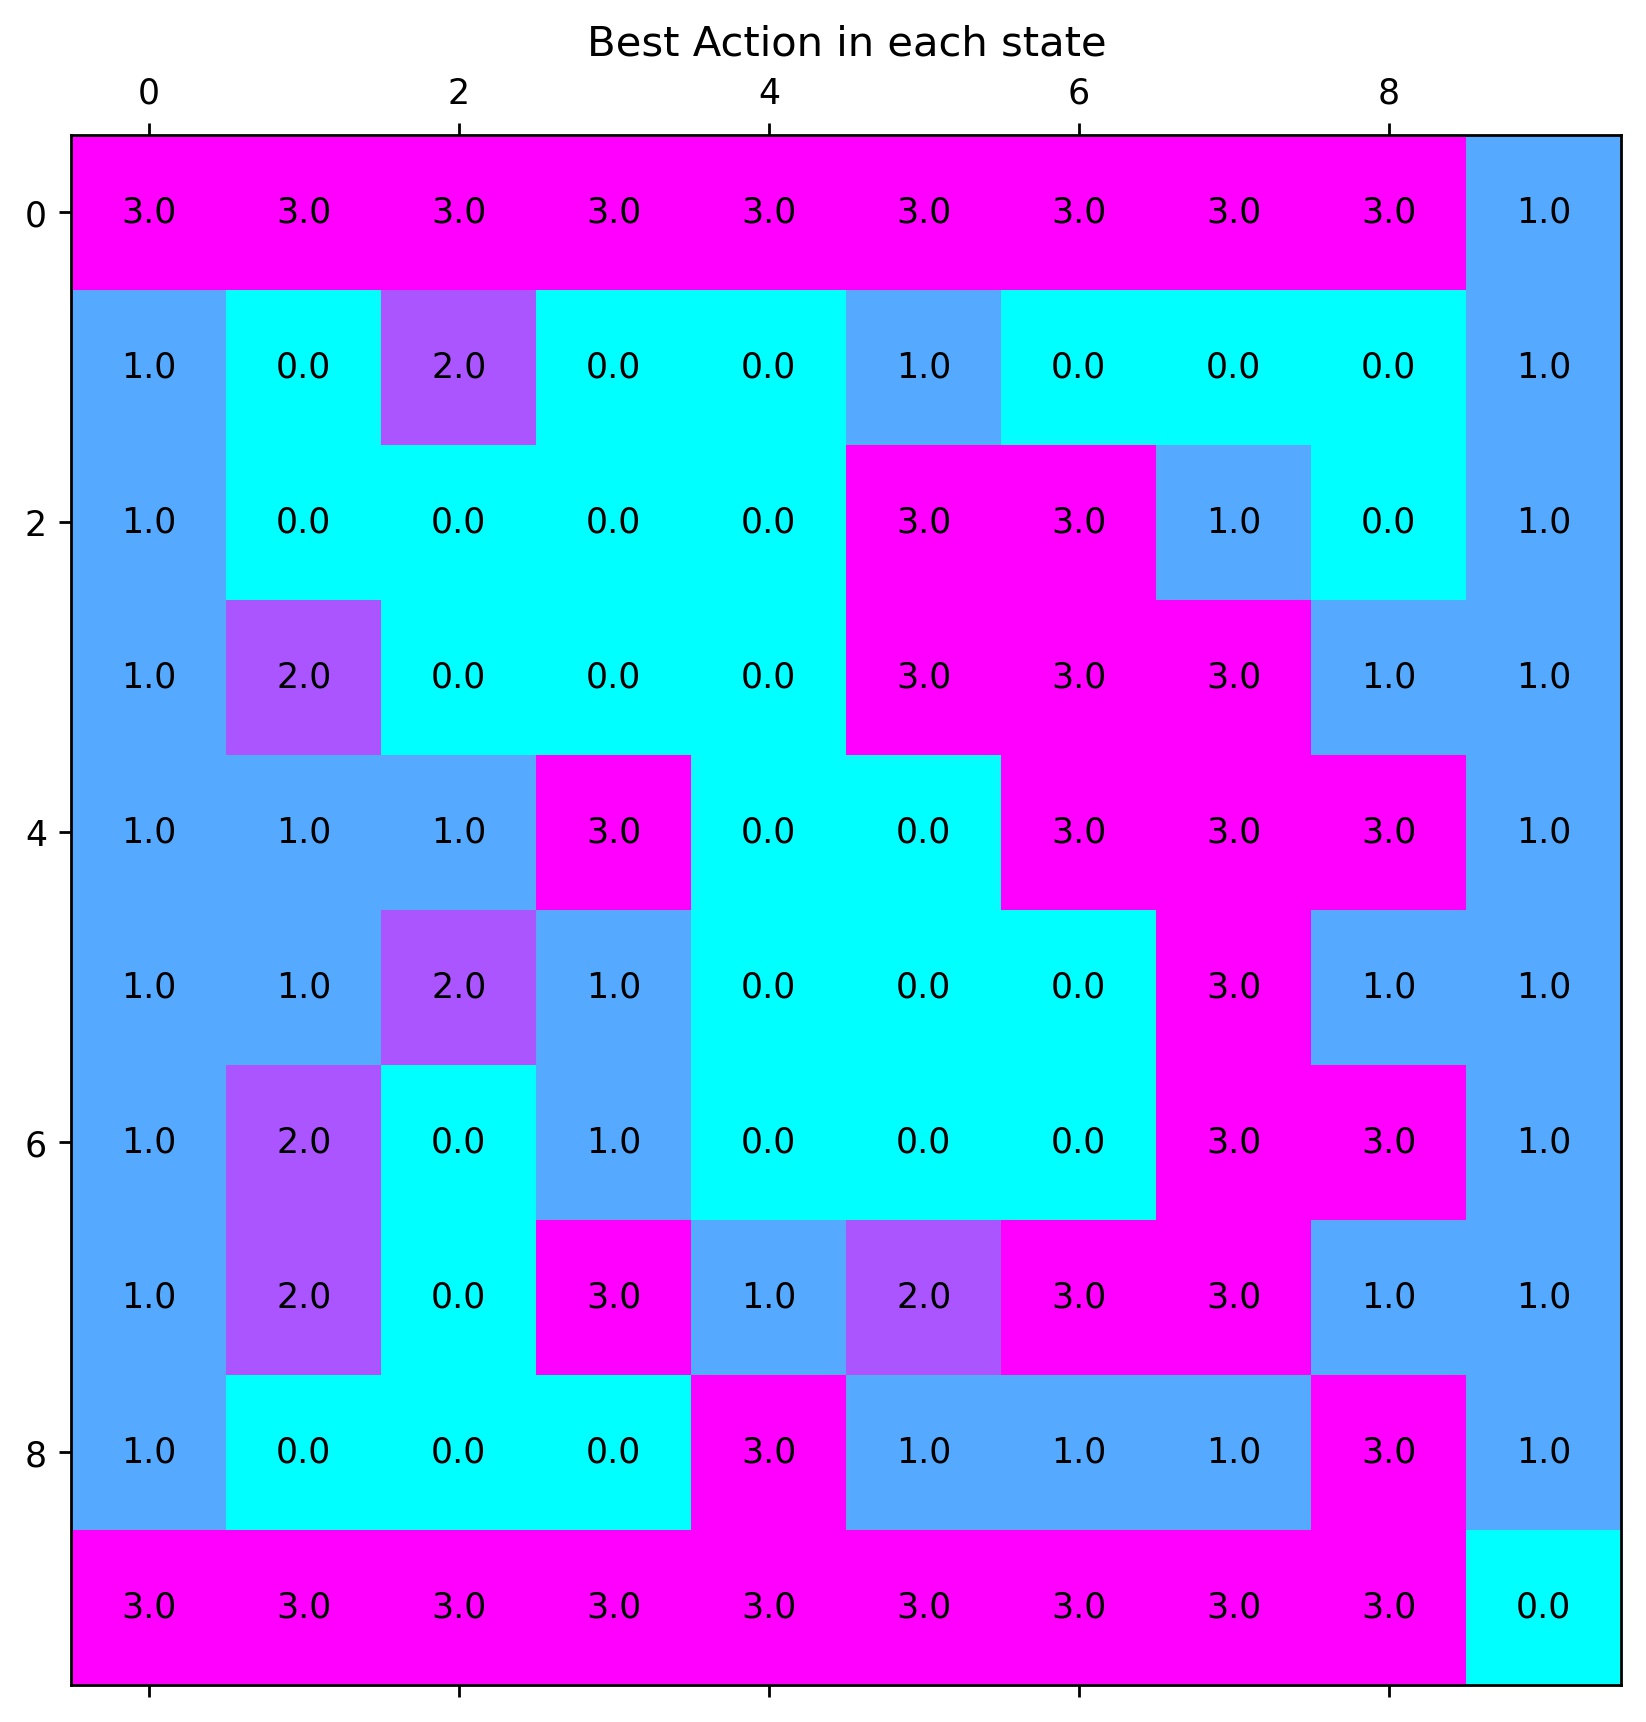 Best Action in each state
0 2 4 6 8
0 3.0 3.0 3.0 3.0 3.0 3.0 3.0 3.0 3.0 1.0
1.0 0.0 2.0 0.0 0.0 1.0 0.0 0.0 0.0 1.0
2 1.0 0.0 0.0 0.0 0.0 3.0 3.0 1.0 0.0 1.0
1.0 2.0 0.0 0.0 0.0 3.0 3.0 3.0 1.0 1.0
4 1.0 1.0 1.0 3.0 0.0 0.0 3.0 3.0 3.0 1.0
1.0 1.0 2.0 1.0 0.0 0.0 0.0 3.0 1.0 1.0
6 1.0 2.0 0.0 1.0 0.0 0.0 0.0 3.0 3.0 1.0
1.0 2.0 0.0 3.0 1.0 2.0 3.0 3.0 1.0 1.0
8 1.0 0.0 0.0 0.0 3.0 1.0 1.0 1.0 3.0 1.0
3.0 3.0 3.0 3.0 3.0 3.0 3.0 3.0 3.0 0.0